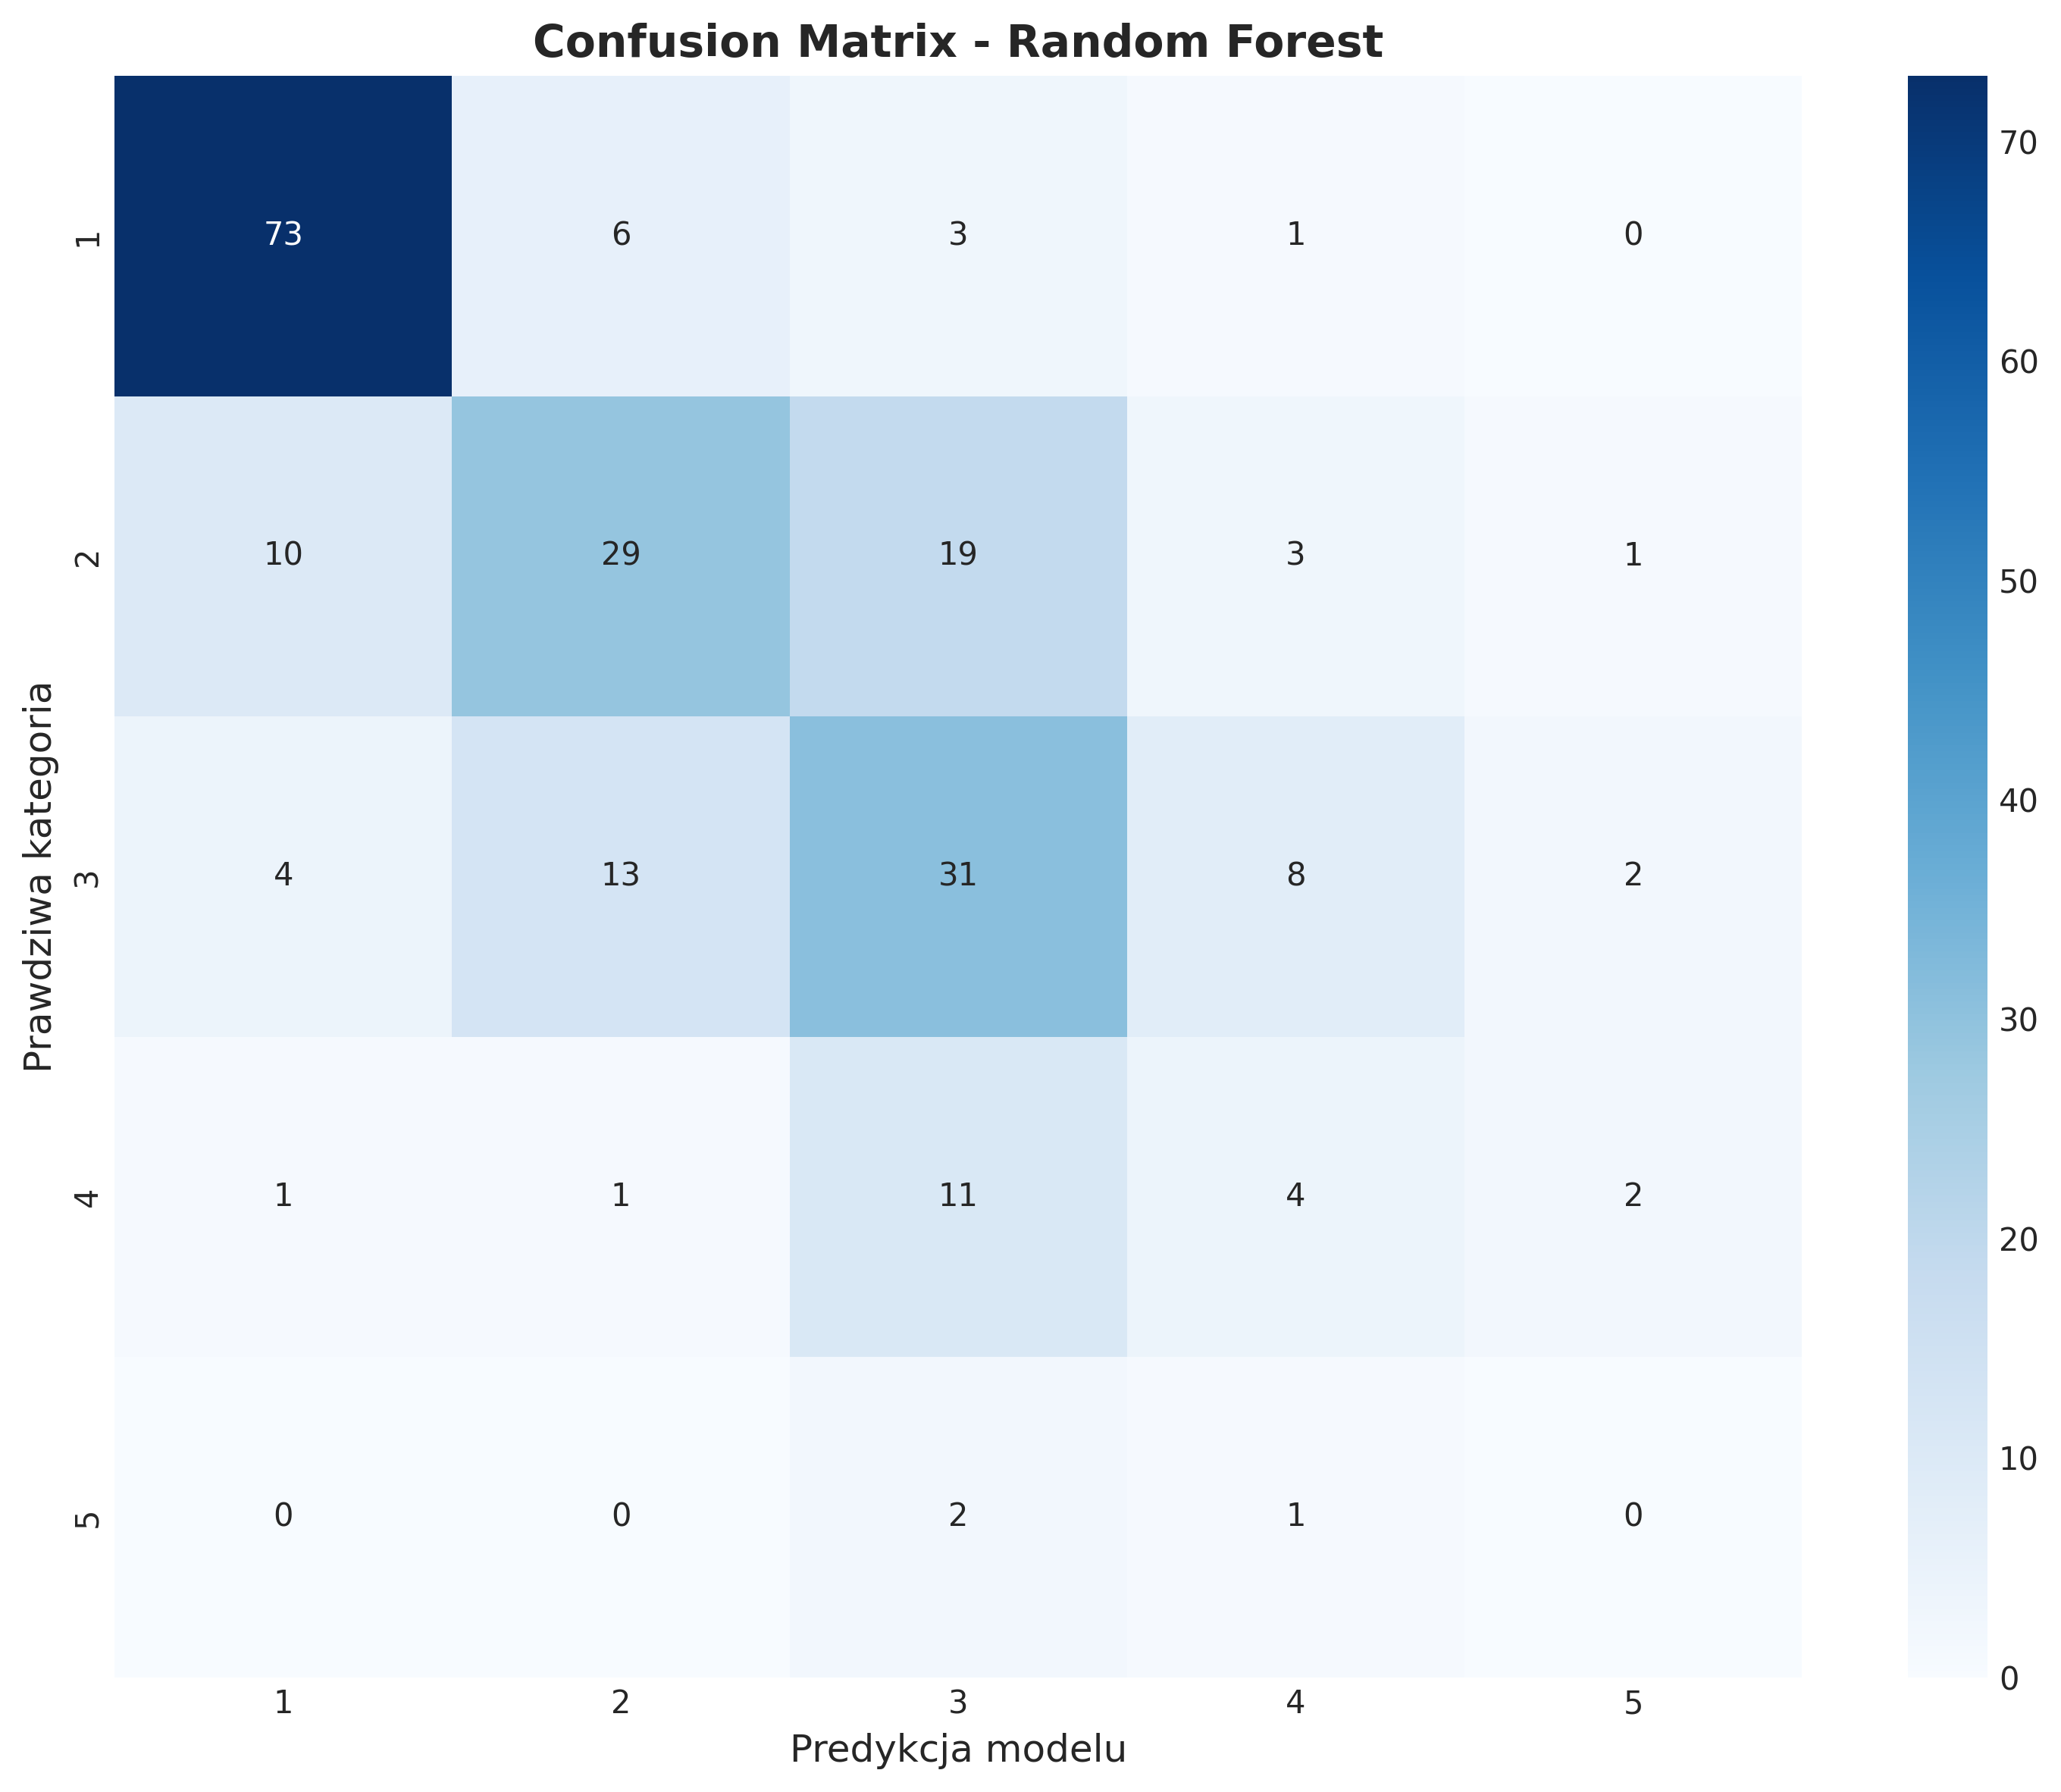 Confusion Matrix - Random Forest
Prawdziwa kategoria
1 73 6 3 1 0
2 10 29 19 3 1
3 4 13 31 8 2
4 1 1 11 4 2
5 0 0 2 1 0
1 2 3 4 5
Predykcja modelu
70
60
50
40
30
20
10
0